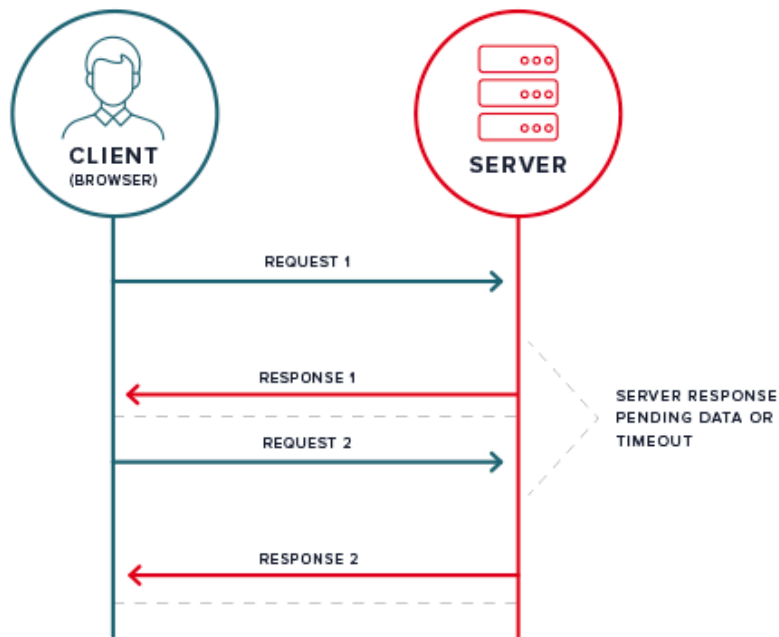 CLIENT
(BROWSER)
SERVER
REQUEST 1
RESPONSE 1
SERVER RESPONSE
PENDING DATA OR
TIMEOUT
REQUEST 2
RESPONSE 2